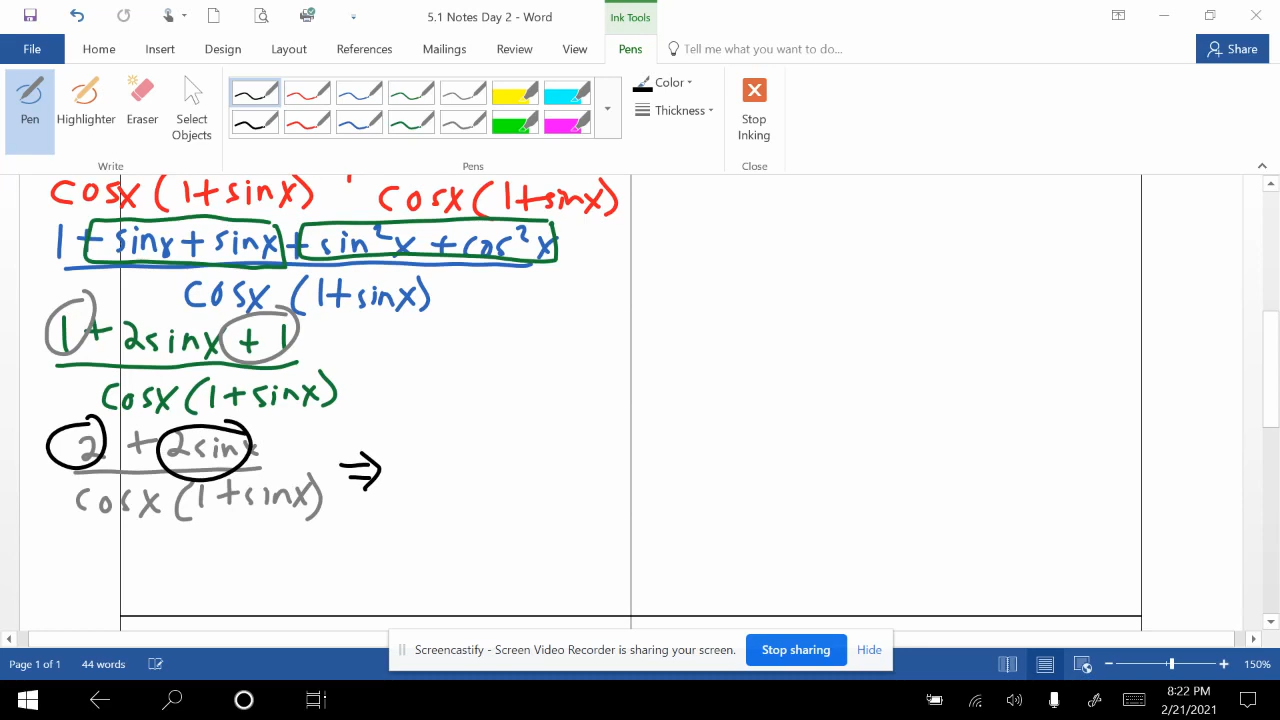 5.1 Notes Day 2 - Word
Ink Tools
File Home Insert Design Layout References Mailings Review View Pens Tell me what you want to do... Share
Pen Highlighter Eraser Select Objects Color Thickness Stop Inking
Write Pens Close
cosx (1+sinx) cosx (1+sinx)
1 + sinx + sinx + sin²x + cos²x
cosx (1+sinx)
1 + 2sinx + 1
cosx (1+sinx)
2 + 2sinx ⇒
cosx (1+sinx)
Screencastify - Screen Video Recorder is sharing your screen. Stop sharing Hide
Page 1 of 1 44 words 150%
8:22 PM
2/21/2021